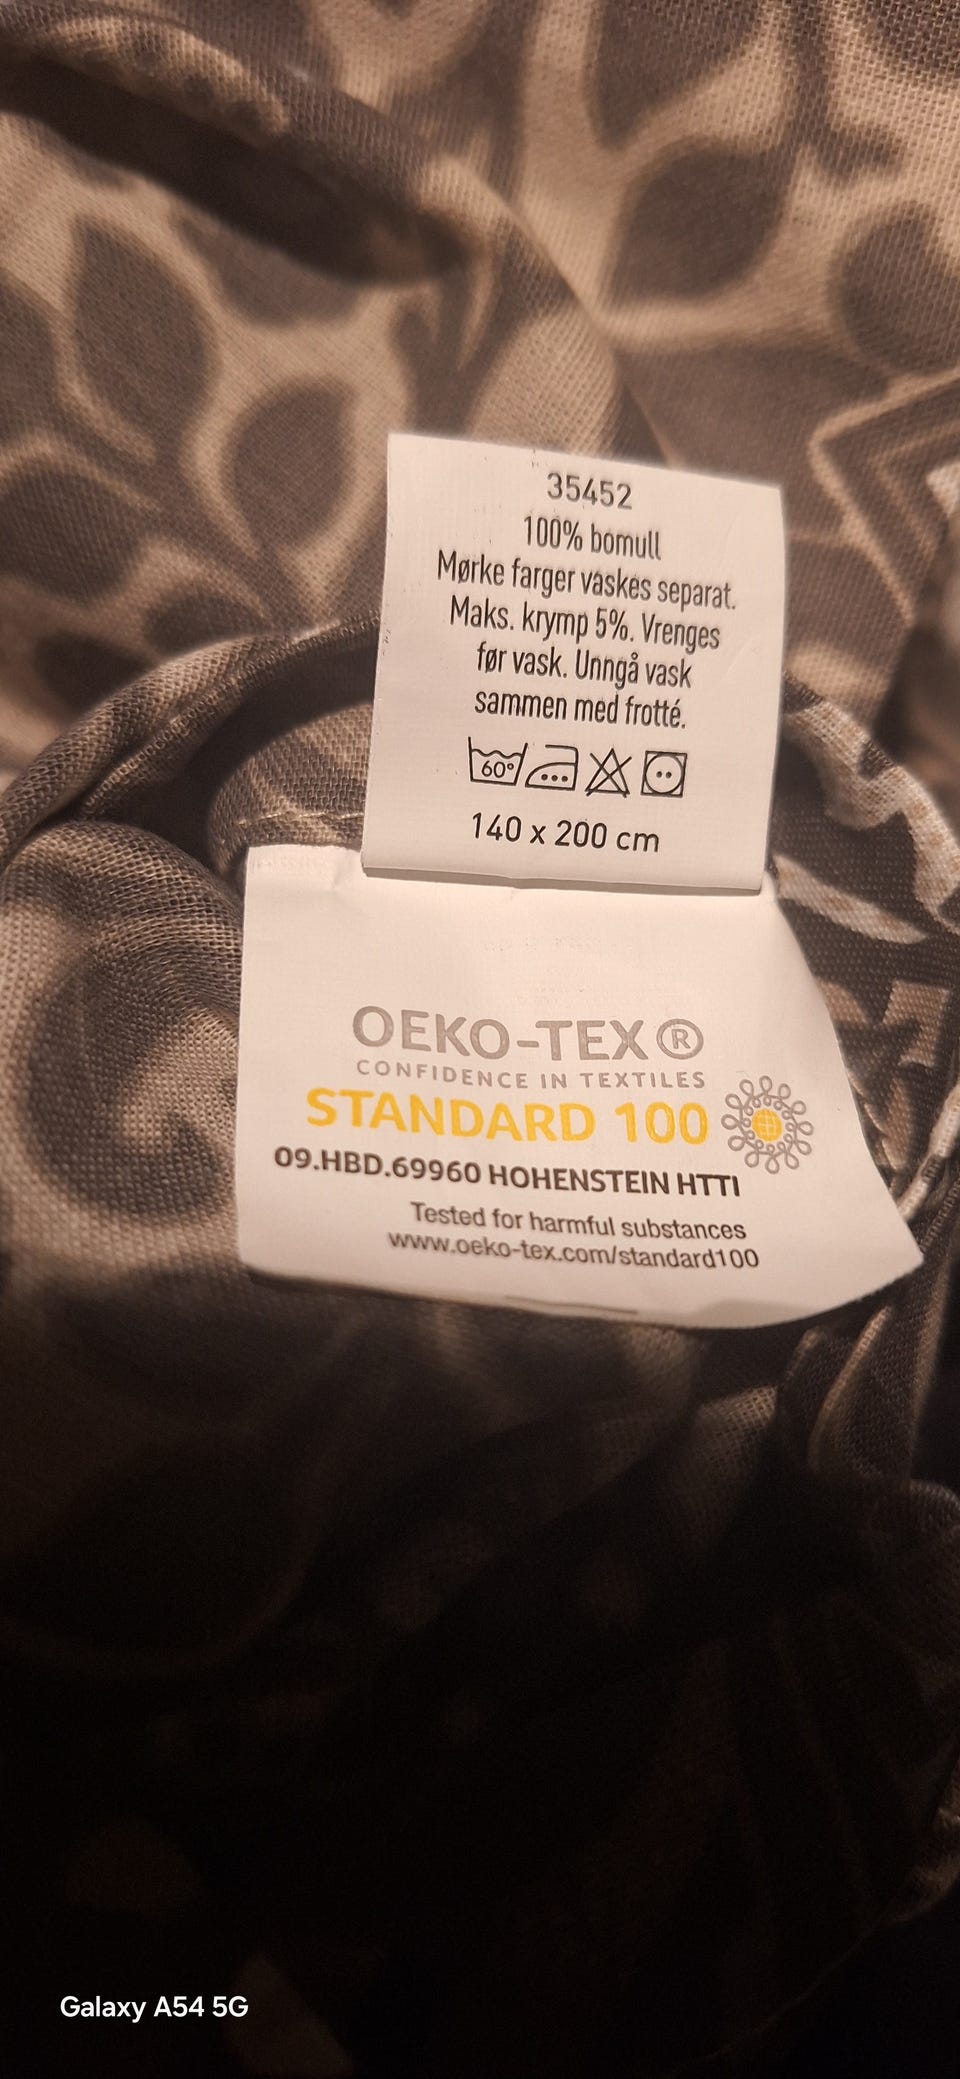 35452
100% bomull
Mørke farger vaskes separat.
Maks. krymp 5%. Vrenges
før vask. Unngå vask
sammen med frotté.
60°
140 x 200 cm
OEKO-TEX®
CONFIDENCE IN TEXTILES
STANDARD 100
09.HBD.69960 HOHENSTEIN HTTI
Tested for harmful substances
www.oeko-tex.com/standard100
Galaxy A54 5G